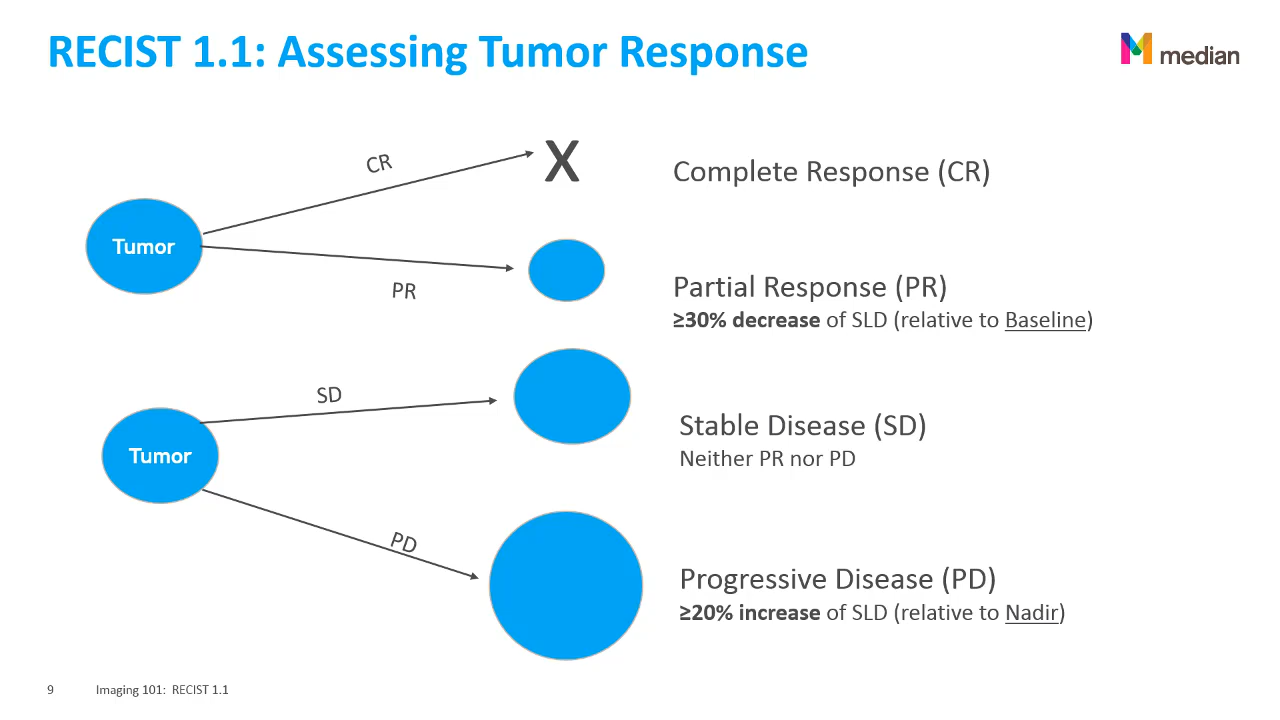 RECIST 1.1: Assessing Tumor Response
median
CR
X
Complete Response (CR)
Tumor
PR
Partial Response (PR)
≥30% decrease of SLD (relative to Baseline)
SD
Stable Disease (SD)
Neither PR nor PD
Tumor
PD
Progressive Disease (PD)
≥20% increase of SLD (relative to Nadir)
9 Imaging 101: RECIST 1.1